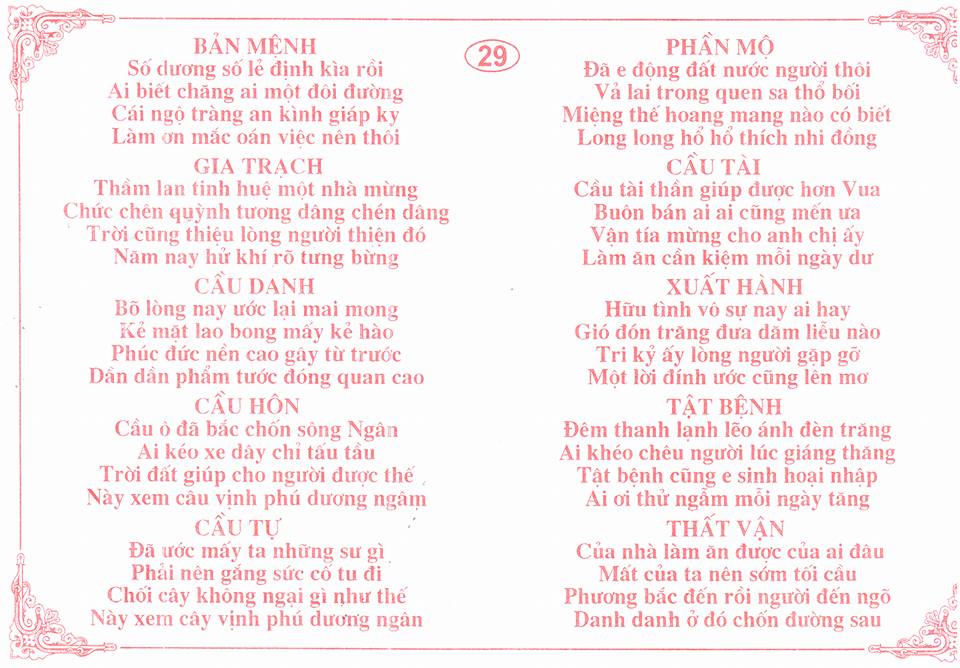 29
BẢN MỆNH
Số dương số lẻ định kìa rồi
Ai biết chăng ai một đôi đường
Cái ngộ tràng an kình giáp ky
Làm ơn mắc oán việc nên thôi
GIA TRẠCH
Thầm lan tinh huệ một nhà mừng
Chức chên quỳnh tương dâng chén dâng
Trời cũng thiệu lòng người thiện đó
Năm nay hử khí rõ tưng bừng
CẦU DANH
Bõ lòng nay ước lại mai mong
Kẻ mặt lao bong mấy kẻ hào
Phúc đức nền cao gây từ trước
Dần dần phẩm tước đóng quan cao
CẦU HÔN
Cầu ô đã bắc chốn sông Ngân
Ai kéo xe dây chỉ tấu tầu
Trời đất giúp cho người được thế
Này xem câu vịnh phú dương ngâm
CẦU TỰ
Đã ước mấy ta những sư gì
Phải nên gắng sức cố tu đi
Chối cây không ngại gì như thế
Này xem cây vịnh phú dương ngân
PHẦN MỘ
Đã e động đất nước người thôi
Vả lai trong quen sa thổ bối
Miệng thế hoang mang nào có biết
Long long hổ hổ thích nhi đồng
CẦU TÀI
Cầu tài thần giúp được hơn Vua
Buôn bán ai ai cũng mến ưa
Vận tía mừng cho anh chị ấy
Làm ăn cần kiệm mỗi ngày dư
XUẤT HÀNH
Hữu tình vô sự nay ai hay
Gió đón trăng đưa dăm liễu nào
Tri kỷ ấy lòng người gặp gỡ
Một lời đính ước cũng lên mơ
TẬT BỆNH
Đêm thanh lạnh lẽo ánh đèn trăng
Ai khéo chêu người lúc giáng thăng
Tật bệnh cũng e sinh hoại nhập
Ai ơi thử ngẫm mỗi ngày tăng
THẤT VẬN
Của nhà làm ăn được của ai đâu
Mất của ta nên sớm tối cầu
Phương bắc đến rồi người đến ngõ
Danh danh ở đó chốn đường sau